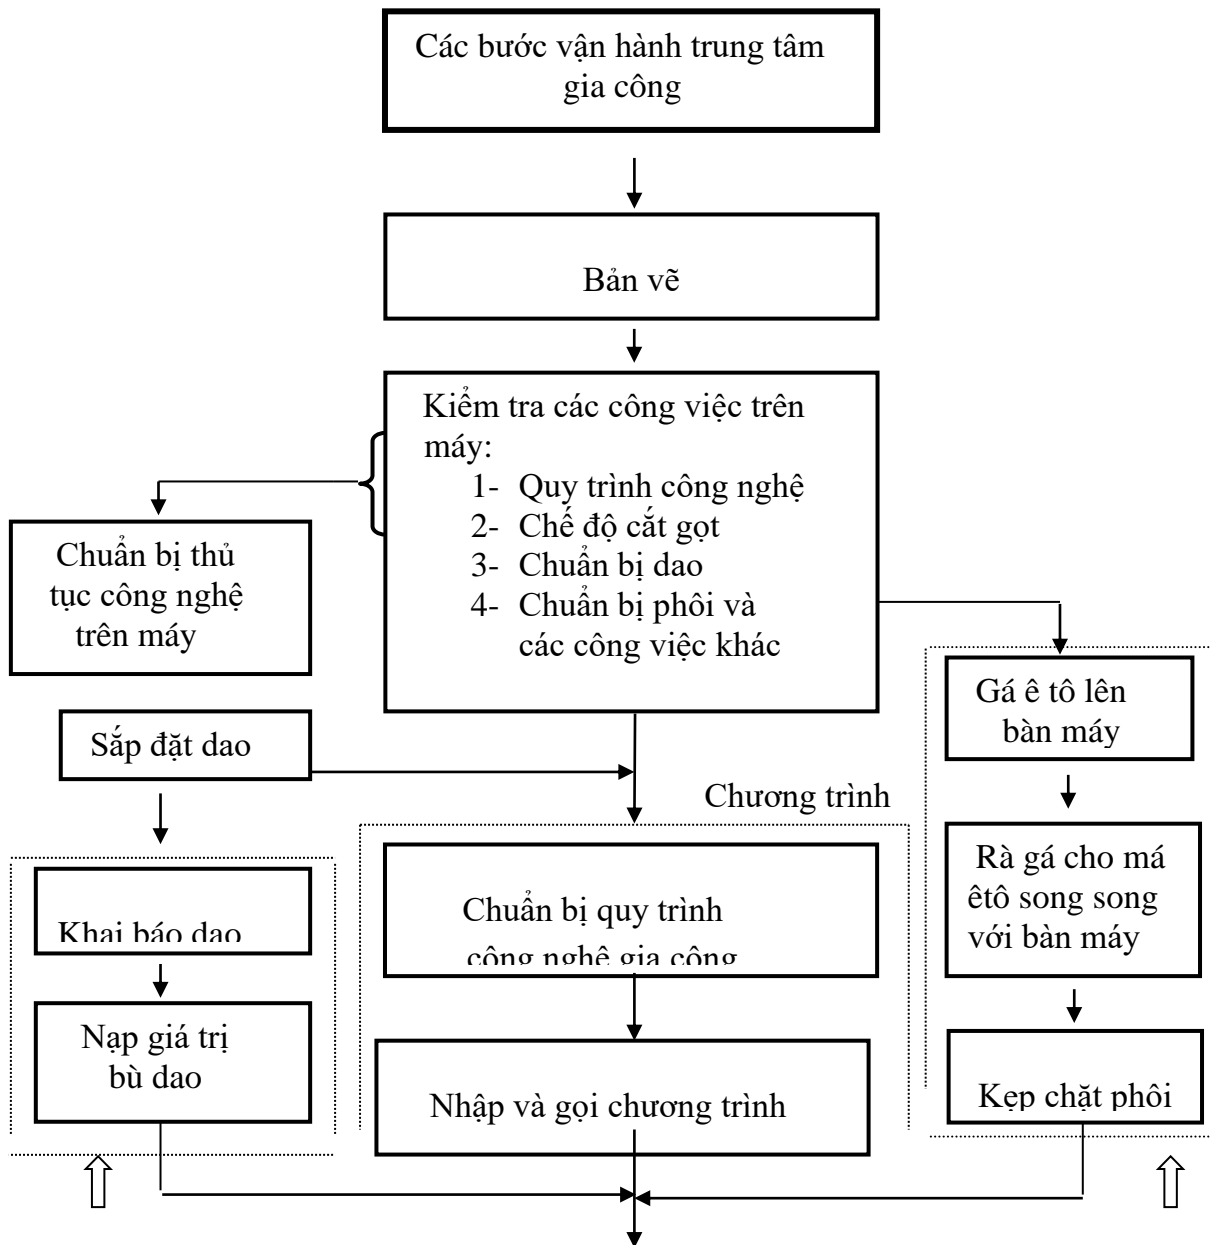 Các bước vận hành trung tâm
gia công
Bản vẽ
Kiểm tra các công việc trên
máy:
1- Quy trình công nghệ
2- Chế độ cắt gọt
3- Chuẩn bị dao
4- Chuẩn bị phôi và
các công việc khác
Chuẩn bị thủ
tục công nghệ
trên máy
Gá ê tô lên
bàn máy
Sắp đặt dao
Chương trình
Rà gá cho má
êtô song song
với bàn máy
Khai báo dao
Chuẩn bị quy trình
công nghệ gia công
Nạp giá trị
bù dao
Nhập và gọi chương trình
Kẹp chặt phôi